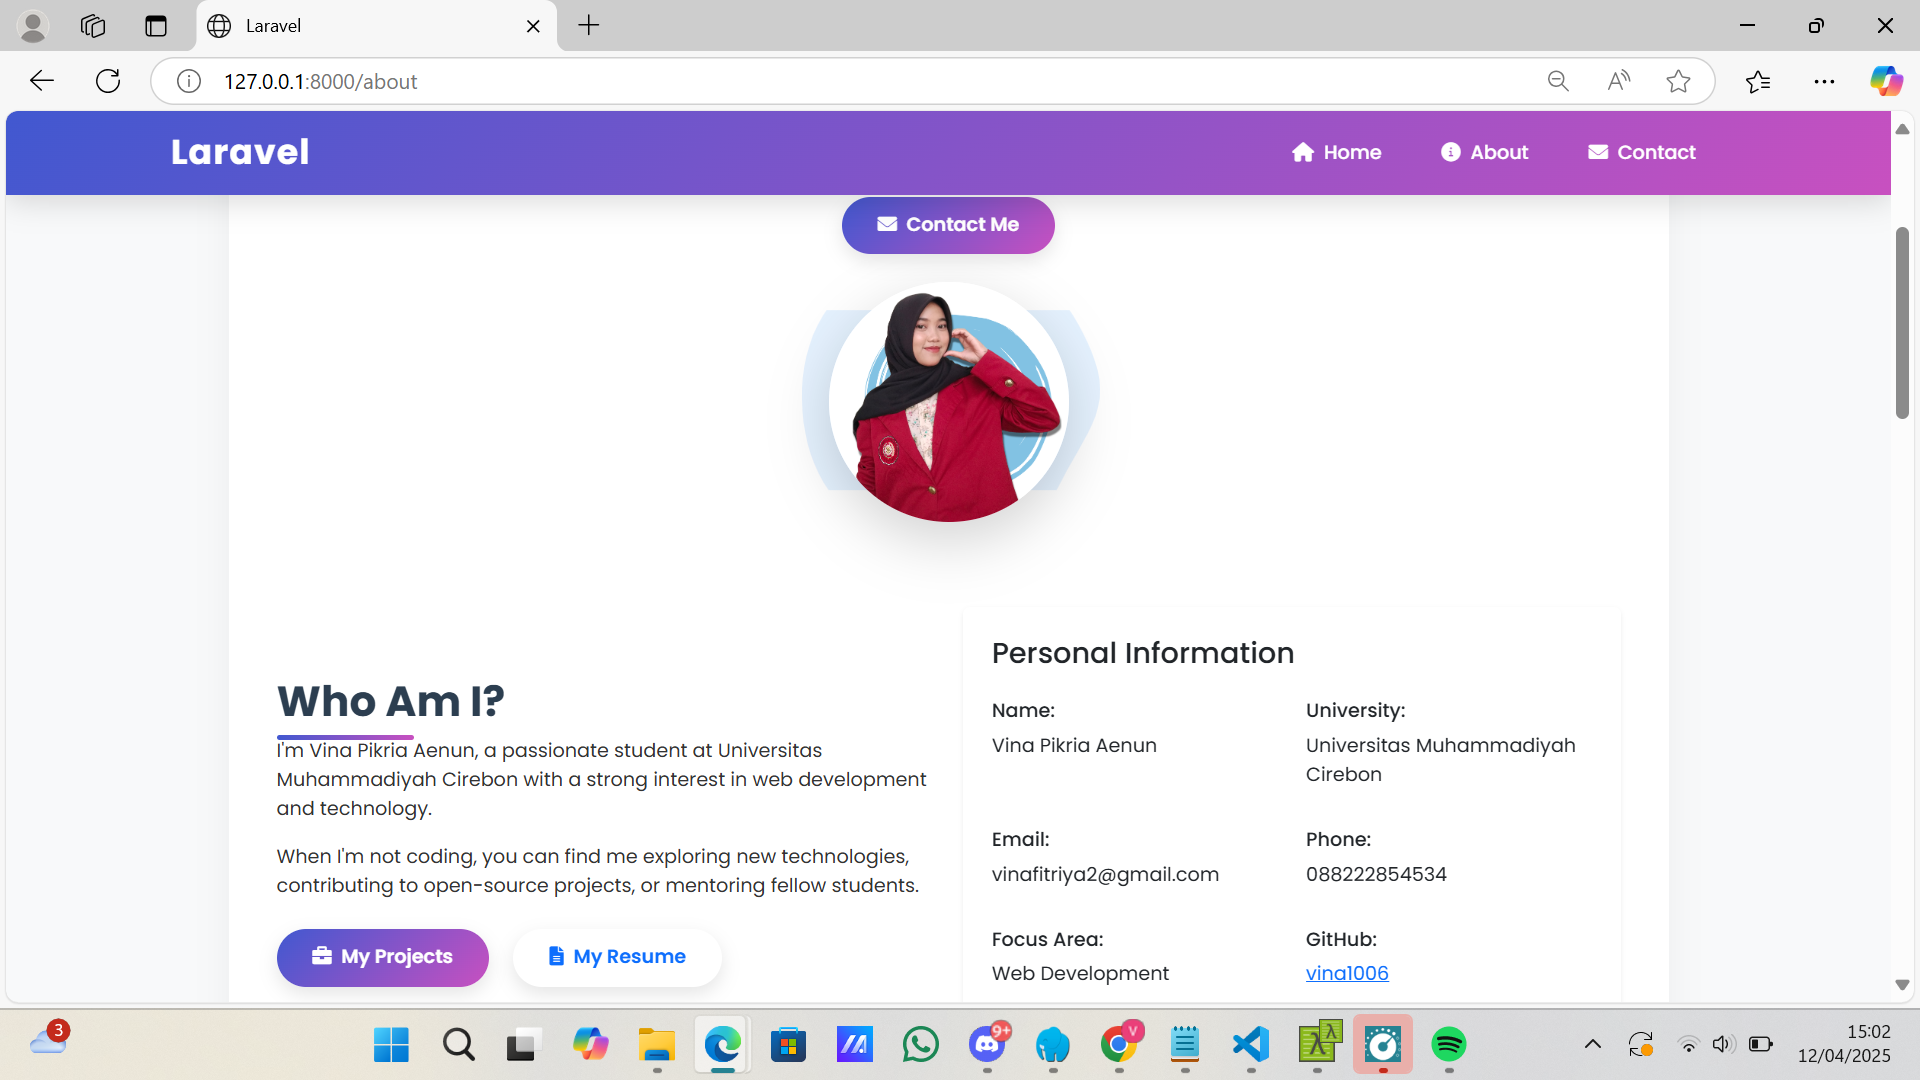 Laravel
127.0.0.1:8000/about
Laravel
Home
About
Contact
Contact Me
Who Am I?
I'm Vina Pikria Aenun, a passionate student at Universitas
Muhammadiyah Cirebon with a strong interest in web development
and technology.
When I'm not coding, you can find me exploring new technologies,
contributing to open-source projects, or mentoring fellow students.
My Projects
My Resume
Personal Information
Name:
Vina Pikria Aenun
University:
Universitas Muhammadiyah
Cirebon
Email:
vinafitriya2@gmail.com
Phone:
088222854534
Focus Area:
Web Development
GitHub:
vina1006
3
9+
V
λ
λ
15:02
12/04/2025